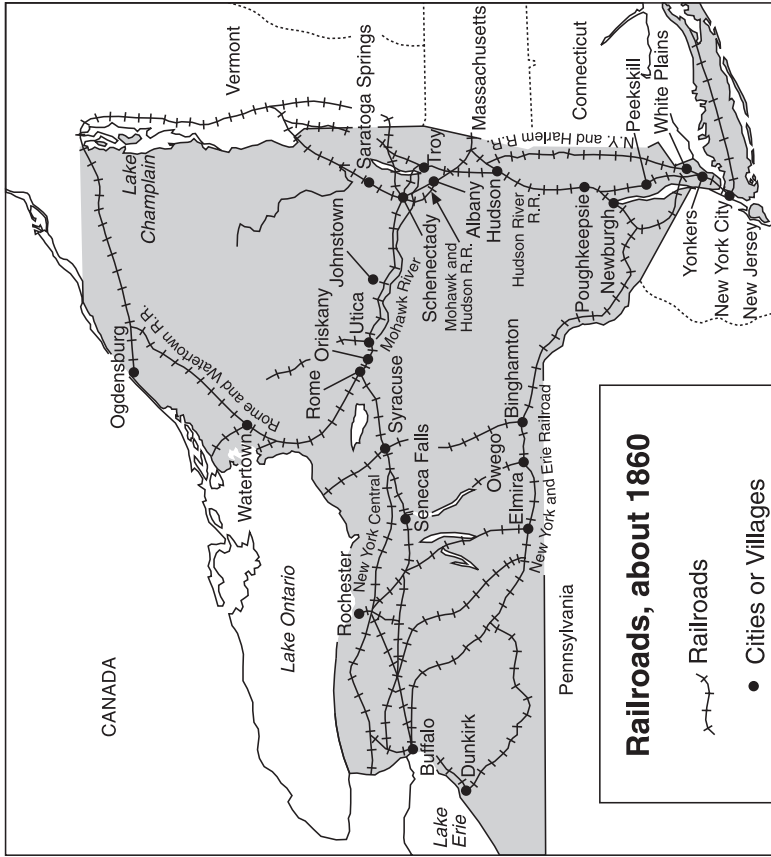 CANADA
Vermont
Massachusetts
Connecticut
New Jersey
Pennsylvania
Lake
Champlain
Lake Ontario
Lake
Erie
Ogdensburg
Rome and Watertown R.R.
Watertown
Saratoga Springs
Johnstown
Oriskany
Utica
Rome
Mohawk River
Schenectady
Mohawk and
Hudson R.R.
Troy
Albany
Hudson
Hudson River
R.R.
N.Y. and Harlem R.R.
Poughkeepsie
Newburgh
Peekskill
White Plains
Yonkers
New York City
Syracuse
Seneca Falls
New York Central
Rochester
Buffalo
Dunkirk
Binghamton
Owego
Elmira
New York and Erie Railroad
Railroads, about 1860
Railroads
Cities or Villages